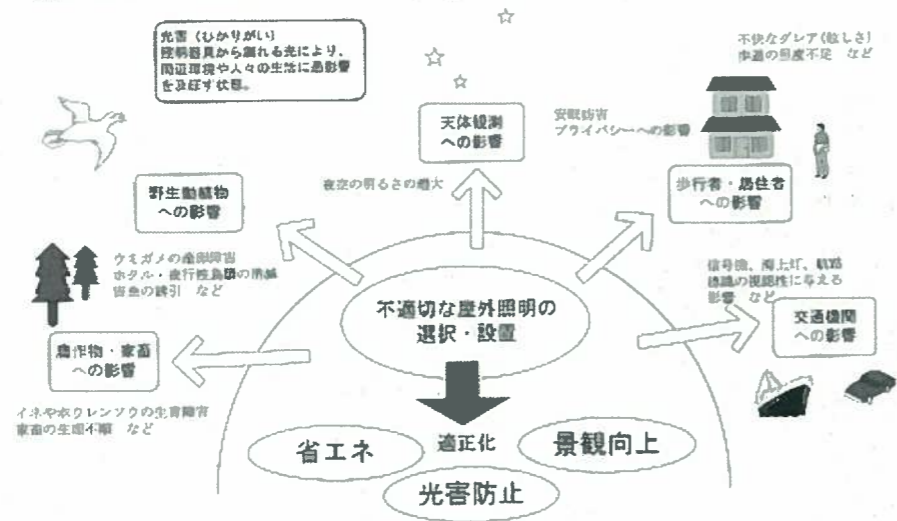 光害（ひかりがい）
照明器具から漏れる光により、
周辺環境や人々の生活に悪影響
を及ぼす状態。
不快なグレア（眩しさ）
歩道の照度不足 など
天体観測
への影響
安眠妨害
プライバシーへの影響
夜空の明るさの増大
野生動植物
への影響
歩行者・居住者
への影響
ウミガメの産卵障害
ホタル・夜行性鳥類の消滅
害虫の誘引 など
信号機、海上灯、航路
標識の視認性に与える
影響 など
不適切な屋外照明の
選択・設置
交通機関
への影響
農作物・家畜
への影響
イネやホウレンソウの生育障害
家畜の生理不順 など
省エネ
適正化
景観向上
光害防止